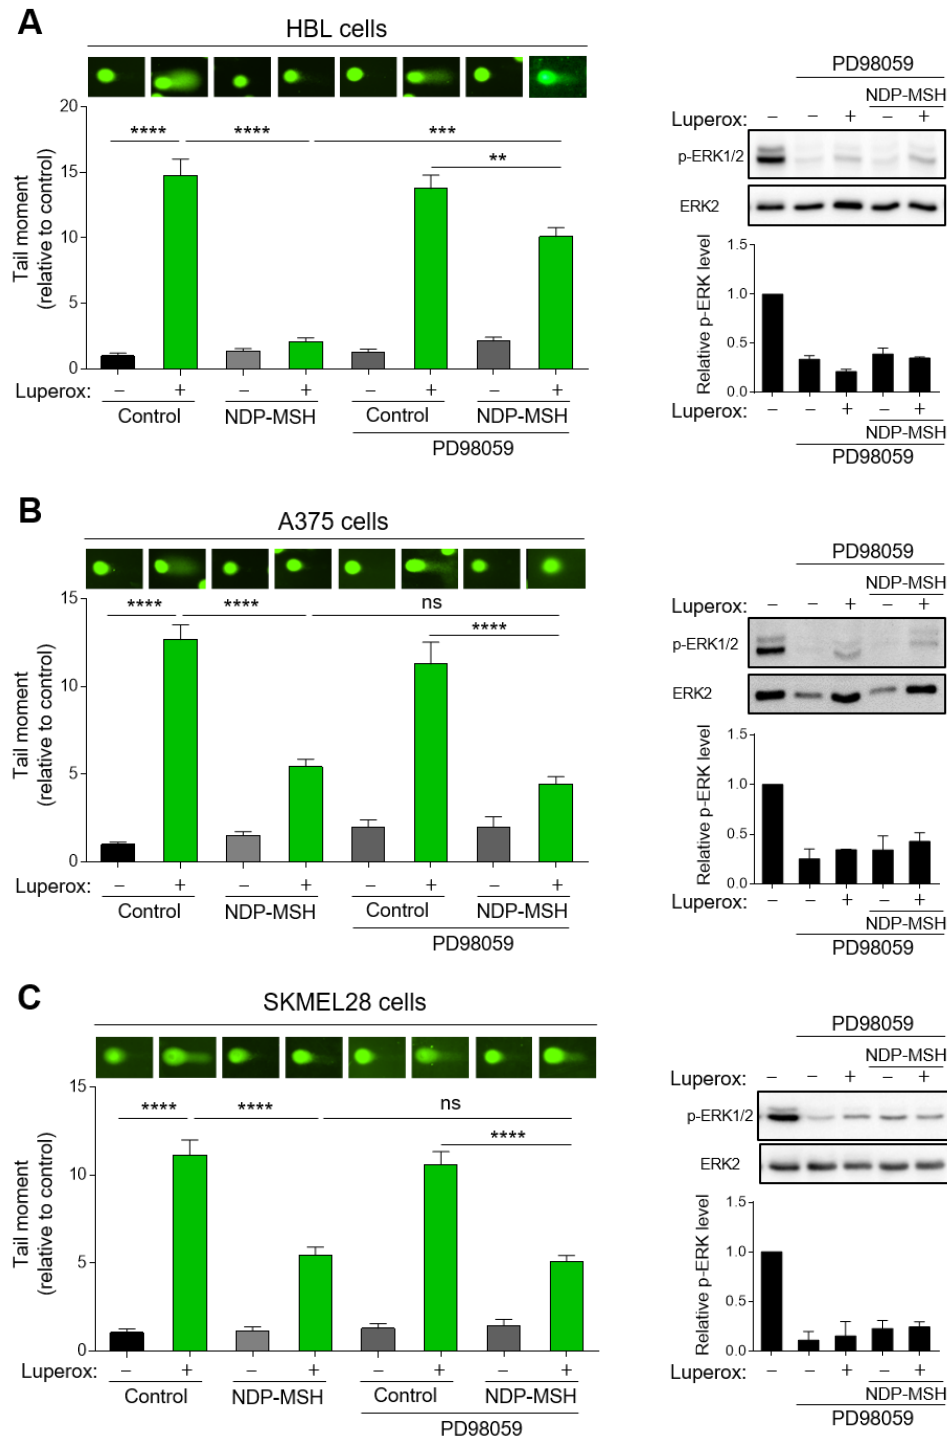 A
HBL cells
20
15
10
5
0
Tail moment
(relative to control)
**** **** ***
**
Luperox: – + – + – + – +
Control NDP-MSH Control NDP-MSH
PD98059
PD98059
NDP-MSH
Luperox: – – + – +
p-ERK1/2
ERK2
1.5
1.0
0.5
0.0
Relative p-ERK level
Luperox: – – + – +
NDP-MSH
PD98059
B
A375 cells
15
10
5
0
Tail moment
(relative to control)
**** **** ns
****
Luperox: – + – + – + – +
Control NDP-MSH Control NDP-MSH
PD98059
PD98059
NDP-MSH
Luperox: – – + – +
p-ERK1/2
ERK2
1.5
1.0
0.5
0.0
Relative p-ERK level
Luperox: – – + – +
NDP-MSH
PD98059
C
SKMEL28 cells
15
10
5
0
Tail moment
(relative to control)
**** **** ns
****
Luperox: – + – + – + – +
Control NDP-MSH Control NDP-MSH
PD98059
PD98059
NDP-MSH
Luperox: – – + – +
p-ERK1/2
ERK2
1.5
1.0
0.5
0.0
Relative p-ERK level
Luperox: – – + – +
NDP-MSH
PD98059